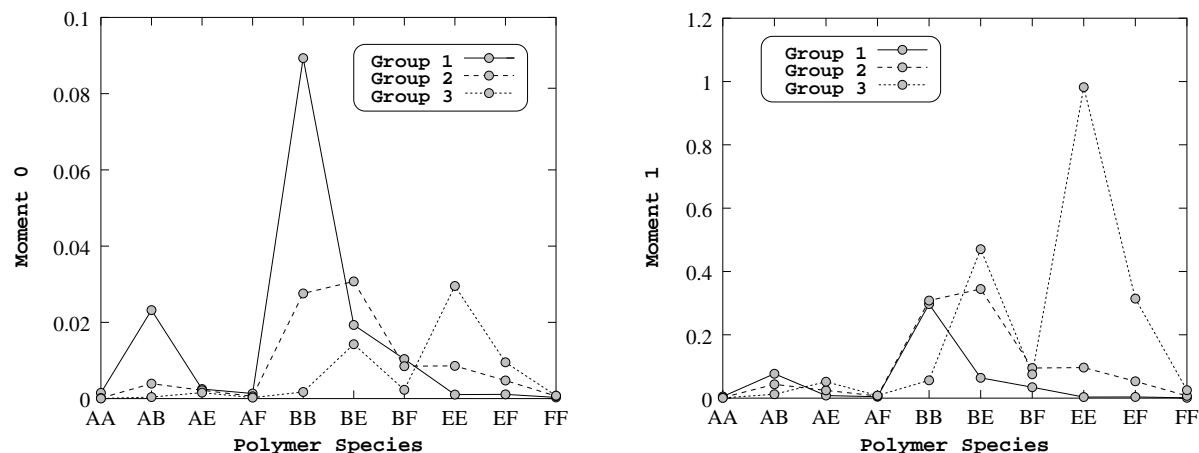 0.1
0.08
0.06
0.04
0.02
0
Moment 0
Group 1
Group 2
Group 3
AA AB AE AF BB BE BF EE EF FF
Polymer Species
1.2
1
0.8
0.6
0.4
0.2
0
Moment 1
Group 1
Group 2
Group 3
AA AB AE AF BB BE BF EE EF FF
Polymer Species